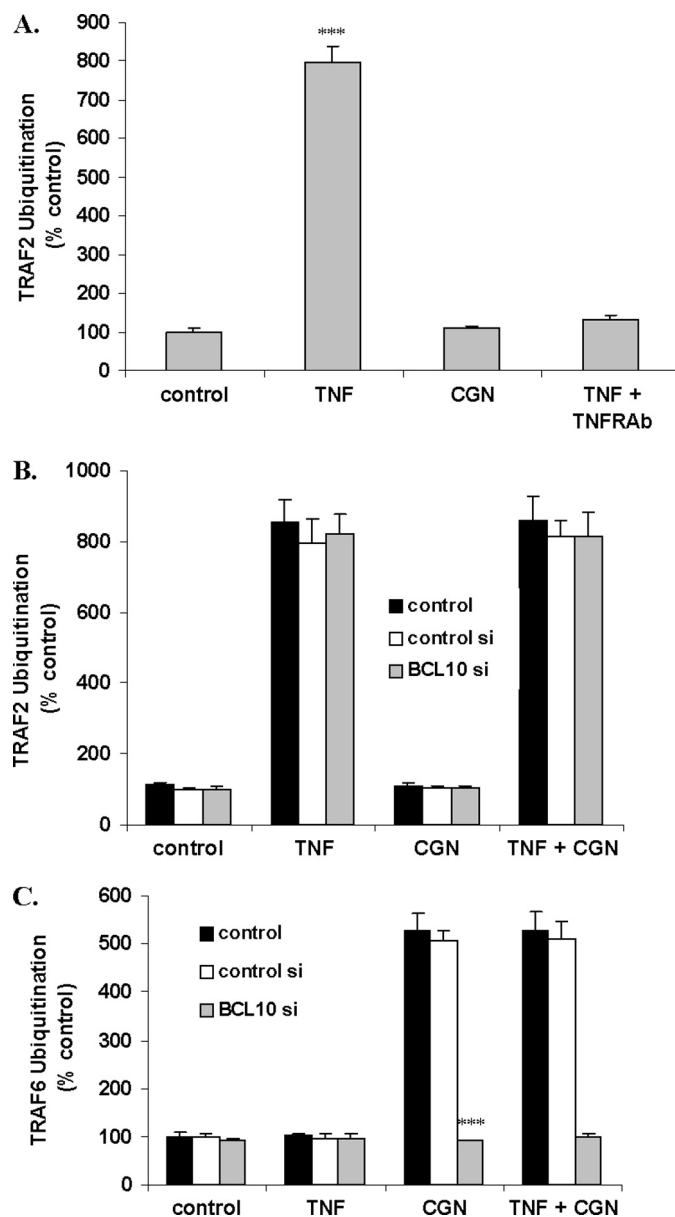 A.
TRAF2 Ubiquitination
(% control)
900
800
700
600
500
400
300
200
100
0
***
control
TNF
CGN
TNF +
TNFRAb
B.
TRAF2 Ubiquitination
(% control)
1000
800
600
400
200
0
control
control si
BCL10 si
control
TNF
CGN
TNF + CGN
C.
TRAF6 Ubiquitination
(% control)
600
500
400
300
200
100
0
control
control si
BCL10 si
***
control
TNF
CGN
TNF + CGN